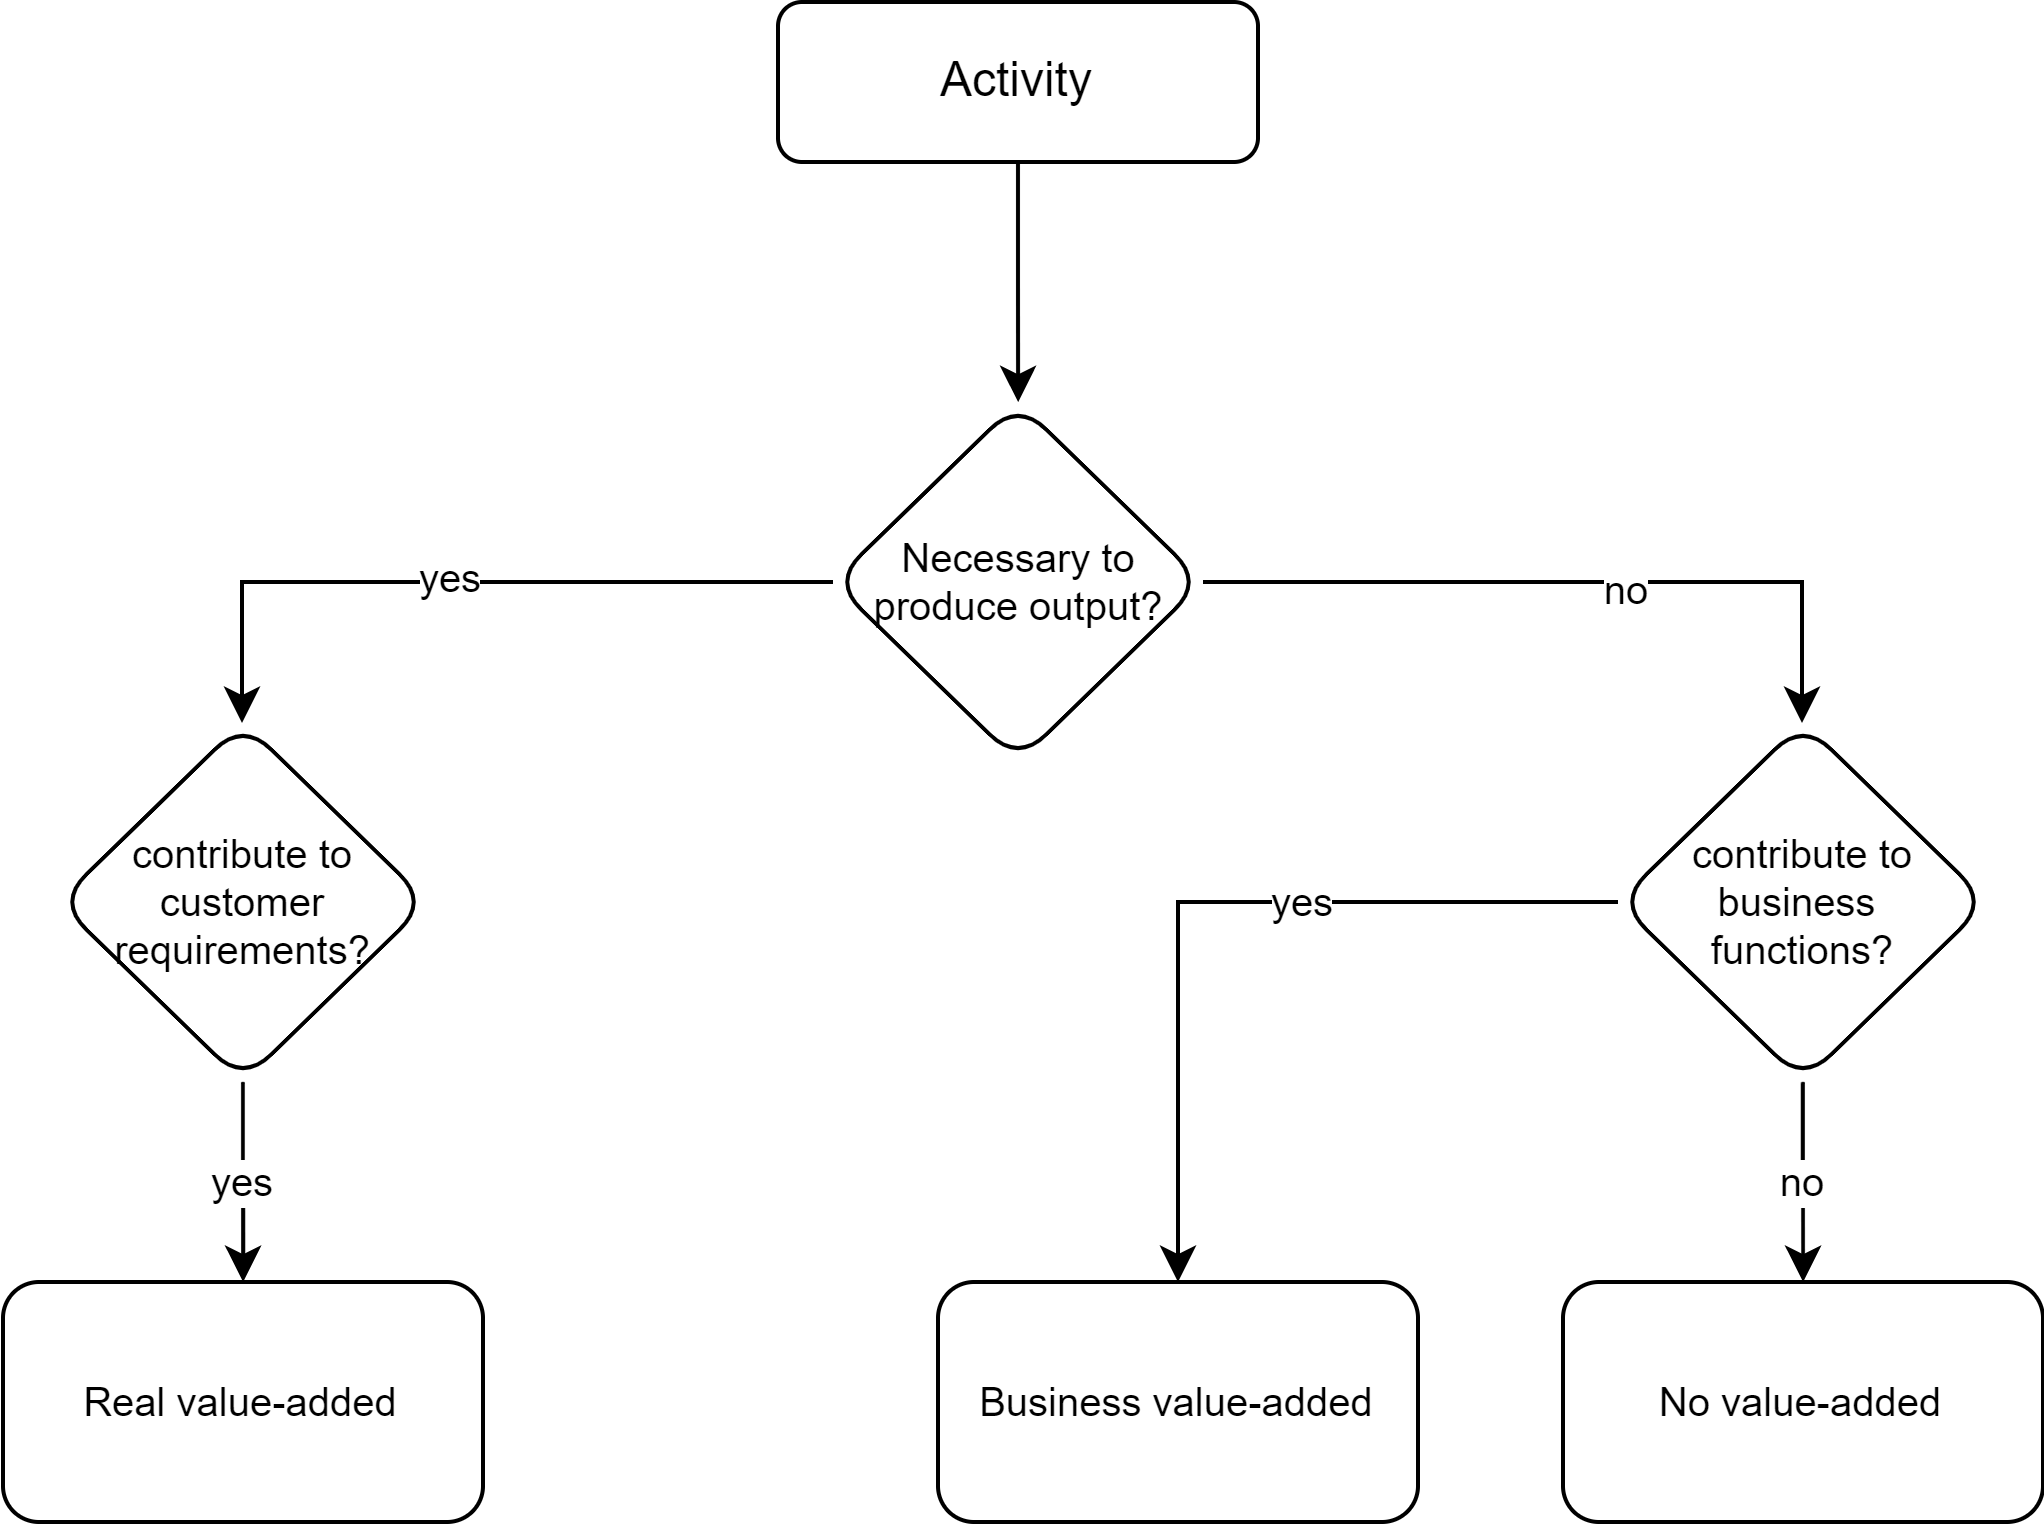 Activity
Necessary to
produce output?
yes
no
contribute to
customer
requirements?
contribute to
business
functions?
yes
yes
no
Real value-added
Business value-added
No value-added